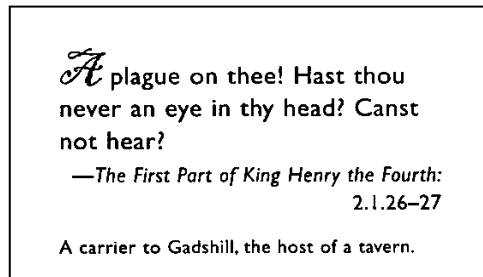 A plague on thee! Hast thou
never an eye in thy head? Canst
not hear?
—The First Part of King Henry the Fourth:
2.1.26–27
A carrier to Gadshill, the host of a tavern.